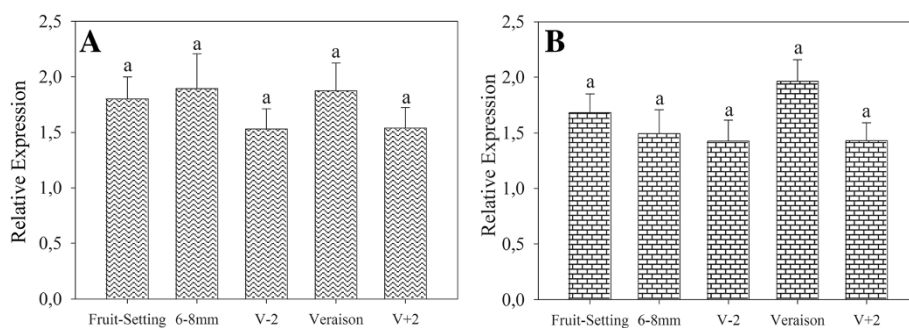 A
Relative Expression
2,5
2,0
1,5
1,0
0,5
0,0
a a a a a
Fruit-Setting 6-8mm V-2 Veraison V+2
B
Relative Expression
2,5
2,0
1,5
1,0
0,5
0,0
a a a a a
Fruit-Setting 6-8mm V-2 Veraison V+2